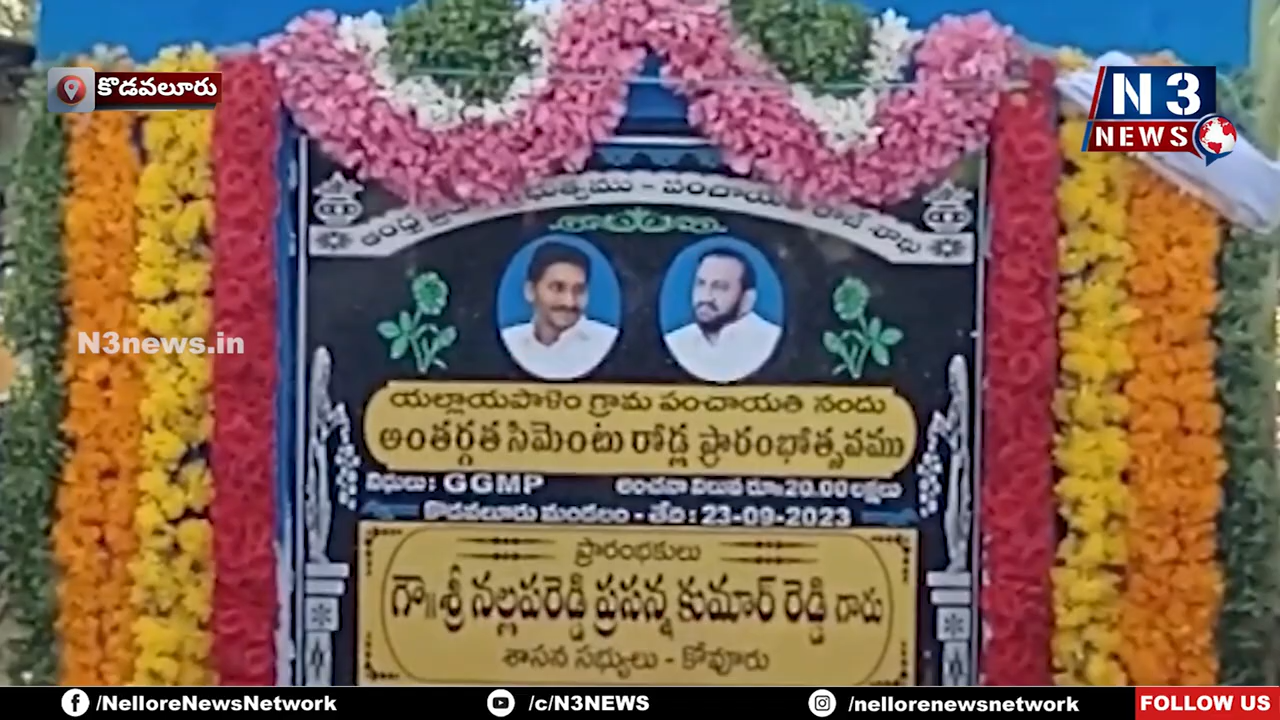 కొడవలూరు
N3
NEWS
ఆంధ్ర - పంచాయతీ రాజ్ శాఖ
N3news.in
యల్లాయపాళెం గ్రామ పంచాయతి నందు
అంతర్గత సిమెంటు రోడ్ల ప్రారంభోత్సవము
నిధులు: GGMP అంచనా విలువ రూ॥20.00 లక్షలు
కొడవలూరు మండలం - తేది : 23-09-2023
ప్రారంభకులు
గౌ॥శ్రీ నల్లపరెడ్డి ప్రసన్న కుమార్ రెడ్డి గారు
శాసన సభ్యులు - కోవూరు
/NelloreNewsNetwork /c/N3NEWS /nellorenewsnetwork FOLLOW US